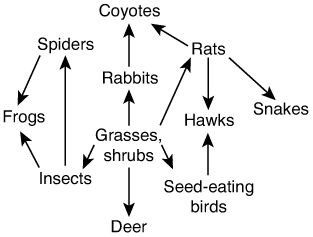 Coyotes
Spiders
Rats
Rabbits
Frogs
Snakes
Hawks
Grasses,
shrubs
Insects
Seed-eating
birds
Deer